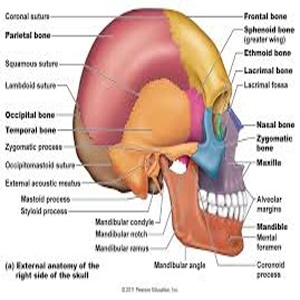 Coronal suture
Parietal bone
Squamous suture
Lambdoid suture
Occipital bone
Temporal bone
Zygomatic process
Occipitomastoid suture
External acoustic meatus
Mastoid process
Styloid process
Mandibular condyle
Mandibular notch
Mandibular ramus
Mandibular angle
Frontal bone
Sphenoid bone
(greater wing)
Ethmoid bone
Lacrimal bone
Lacrimal fossa
Nasal bone
Zygomatic
bone
Maxilla
Alveolar
margins
Mandible
Mental
foramen
Coronoid
process
(a) External anatomy of the
right side of the skull
© 2011 Pearson Education, Inc.